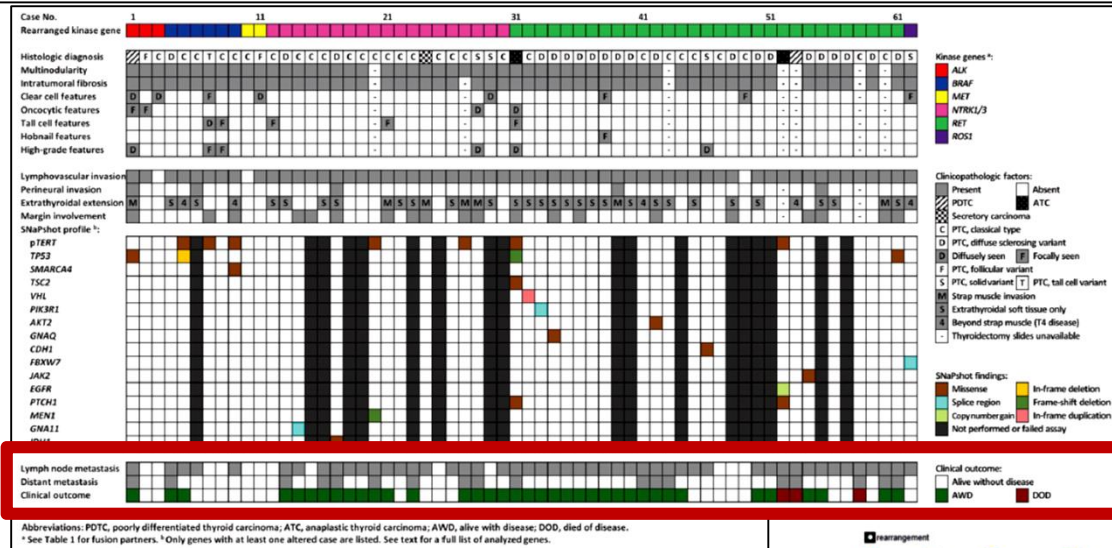 Case No. 1 11 21 31 41 51 61
Rearranged kinase gene
Histologic diagnosis
Multinodularity
Intratumoral fibrosis
Clear cell features D D F D F F F
Oncocytic features F F D D
Tall cell features D F F F F
Hobnail features D
High-grade features D F F D D D
Lymphovascular invasion
Perineural invasion
Extrathyroidal extension
Margin involvement
SNaPshot profile b:
pTERT
TP53
SMARCA4
TSC2
VHL
PIK3R1
AKT2
GNAQ
CDH1
FBXW7
JAK2
EGFR
PTCH1
MEN1
GNA11
Lymph node metastasis
Distant metastasis
Clinical outcome
Kinase genes a:
ALK
BRAF
MET
NTRK1/3
RET
ROS1
Clinicopathologic factors:
Present Absent
PDTC ATC
Secretory carcinoma
C PTC, classical type
D PTC, diffuse sclerosing variant
D Diffusely seen F Focally seen
F PTC, follicular variant
S PTC, solid variant T PTC, tall cell variant
M Strap muscle invasion
S Extrathyroidal soft tissue only
4 Beyond strap muscle (T4 disease)
- Thyroidectomy slides unavailable
SNaPshot findings:
Missense In-frame deletion
Splice region Frame-shift deletion
Copy number gain In-frame duplication
Not performed or failed assay
Clinical outcome:
Alive without disease
AWD DOD
Abbreviations: PDTC, poorly differentiated thyroid carcinoma; ATC, anaplastic thyroid carcinoma; AWD, alive with disease; DOD, died of disease.
a See Table 1 for fusion partners. b Only genes with at least one altered case are listed. See text for a full list of analyzed genes.
rearrangement